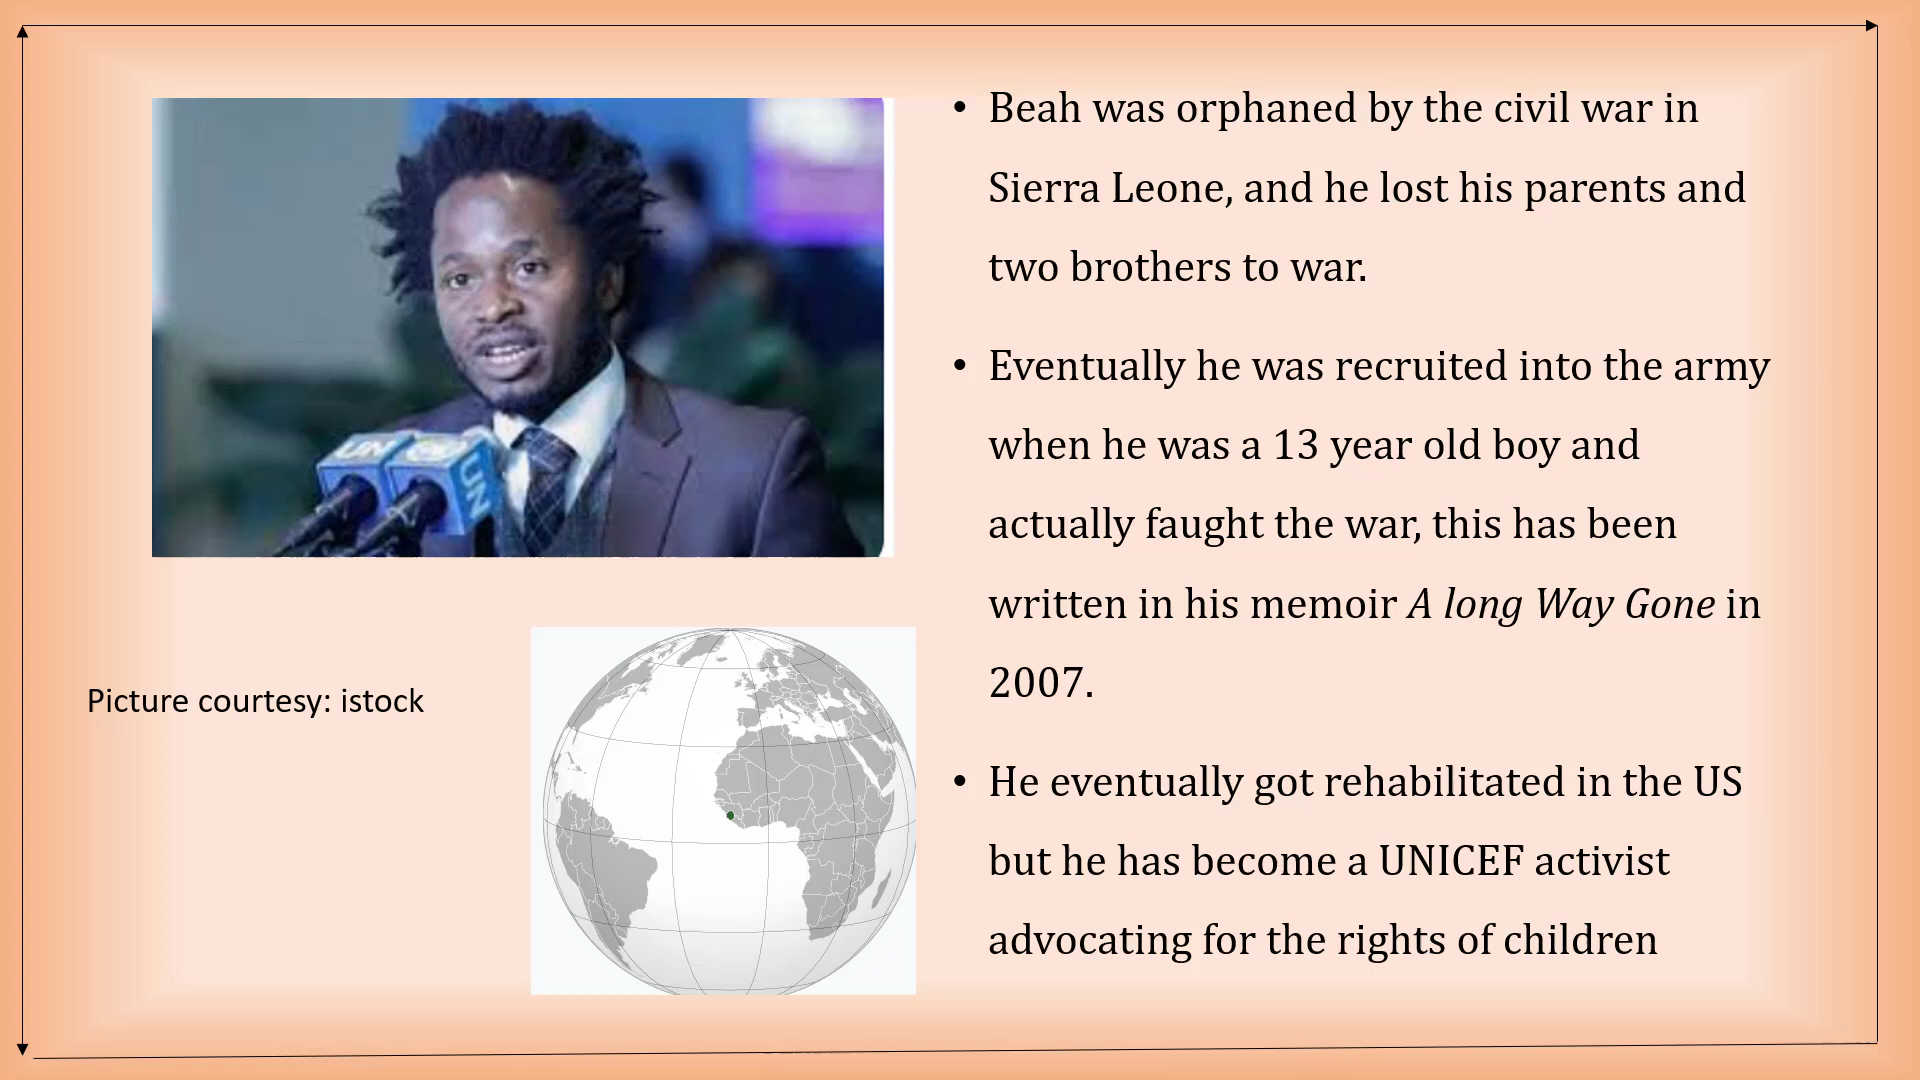 UN
UN
Picture courtesy: istock
• Beah was orphaned by the civil war in
Sierra Leone, and he lost his parents and
two brothers to war.
• Eventually he was recruited into the army
when he was a 13 year old boy and
actually faught the war, this has been
written in his memoir A long Way Gone in
2007.
• He eventually got rehabilitated in the US
but he has become a UNICEF activist
advocating for the rights of children